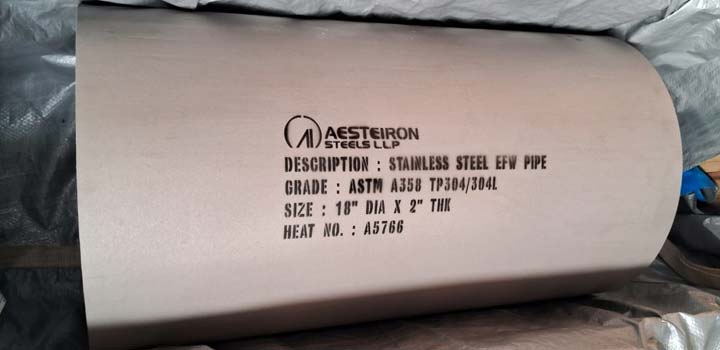 AESTEIRON
STEELS LLP
DESCRIPTION : STAINLESS STEEL EFW PIPE
GRADE : ASTM A358 TP304/304L
SIZE : 18" DIA X 2" THK
HEAT NO. : A5766